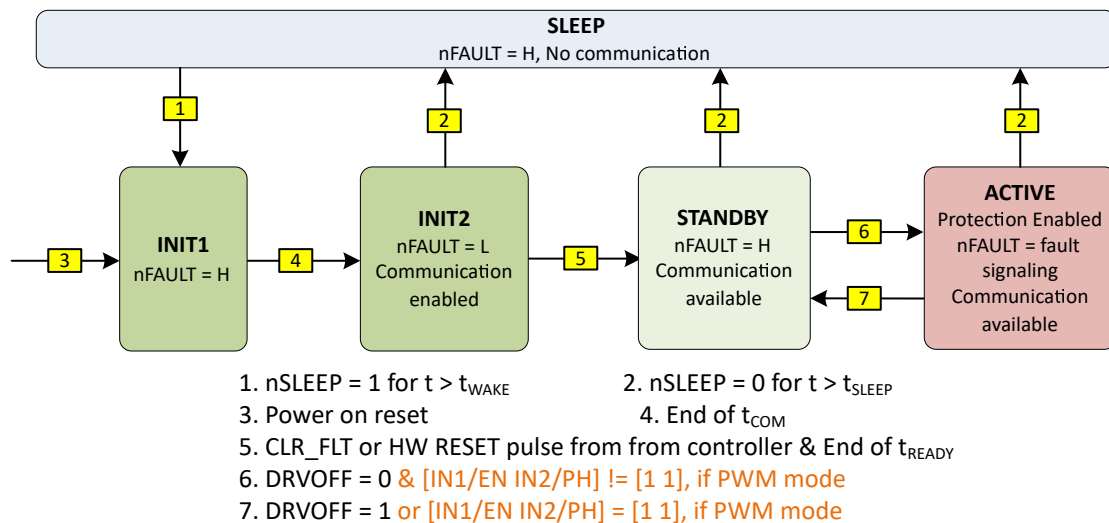 SLEEP
nFAULT = H, No communication
1
2
2
2
INIT1
nFAULT = H
INIT2
nFAULT = L
Communication
enabled
STANDBY
nFAULT = H
Communication
available
ACTIVE
Protection Enabled
nFAULT = fault
signaling
Communication
available
3
4
5
6
7
1. nSLEEP = 1 for t > tWAKE
2. nSLEEP = 0 for t > tSLEEP
3. Power on reset
4. End of tCOM
5. CLR_FLT or HW RESET pulse from from controller & End of tREADY
6. DRVOFF = 0 & [IN1/EN IN2/PH] != [1 1], if PWM mode
7. DRVOFF = 1 or [IN1/EN IN2/PH] = [1 1], if PWM mode